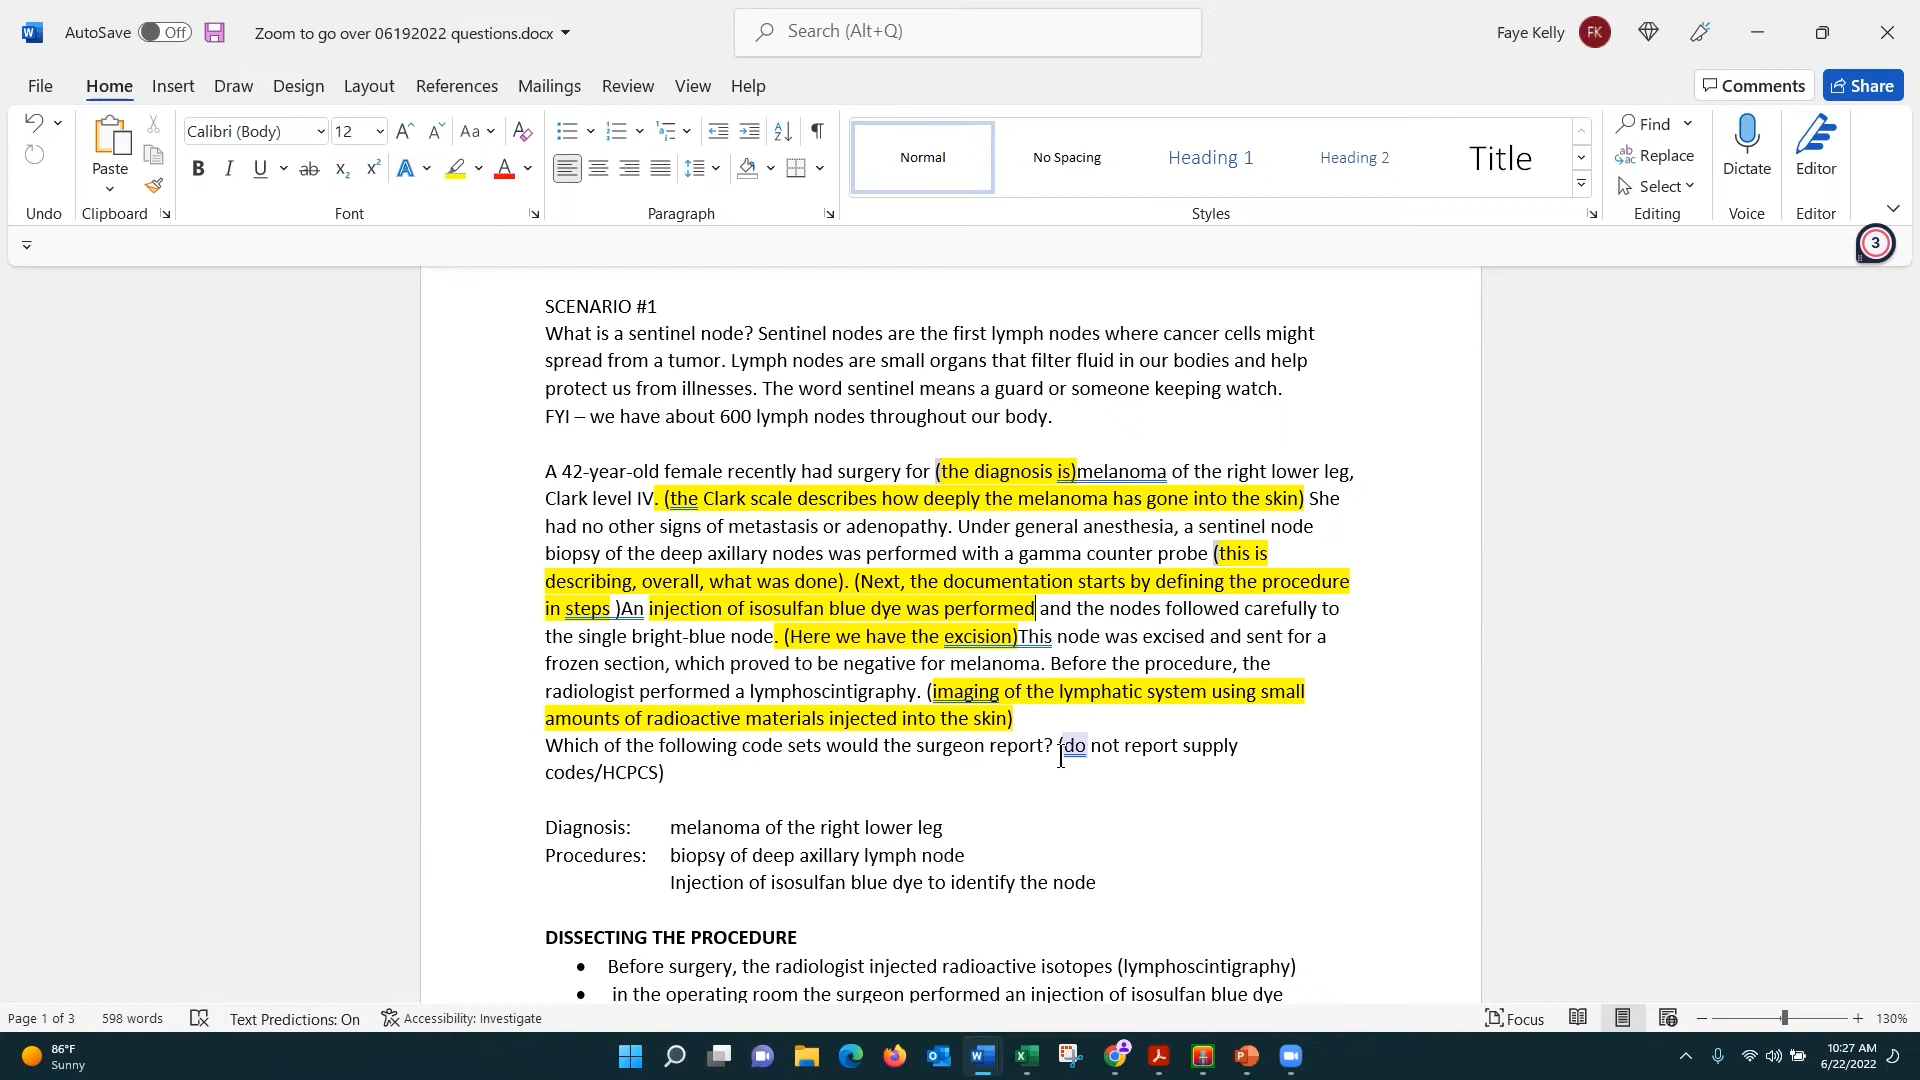 AutoSave Off Zoom to go over 06192022 questions.docx Search (Alt+Q) Faye Kelly FK
File Home Insert Draw Design Layout References Mailings Review View Help Comments Share
Calibri (Body) 12 Aa
Paste
B I U ab x₂ x² A A
Normal No Spacing Heading 1 Heading 2 Title
Find
Replace
Select
Dictate Editor
Undo Clipboard Font Paragraph Styles Editing Voice Editor
3
SCENARIO #1
What is a sentinel node? Sentinel nodes are the first lymph nodes where cancer cells might
spread from a tumor. Lymph nodes are small organs that filter fluid in our bodies and help
protect us from illnesses. The word sentinel means a guard or someone keeping watch.
FYI – we have about 600 lymph nodes throughout our body.
A 42-year-old female recently had surgery for (the diagnosis is)melanoma of the right lower leg,
Clark level IV. (the Clark scale describes how deeply the melanoma has gone into the skin) She
had no other signs of metastasis or adenopathy. Under general anesthesia, a sentinel node
biopsy of the deep axillary nodes was performed with a gamma counter probe (this is
describing, overall, what was done). (Next, the documentation starts by defining the procedure
in steps )An injection of isosulfan blue dye was performed and the nodes followed carefully to
the single bright-blue node. (Here we have the excision)This node was excised and sent for a
frozen section, which proved to be negative for melanoma. Before the procedure, the
radiologist performed a lymphoscintigraphy. (imaging of the lymphatic system using small
amounts of radioactive materials injected into the skin)
Which of the following code sets would the surgeon report? (do not report supply
codes/HCPCS)
Diagnosis: melanoma of the right lower leg
Procedures: biopsy of deep axillary lymph node
Injection of isosulfan blue dye to identify the node
DISSECTING THE PROCEDURE
• Before surgery, the radiologist injected radioactive isotopes (lymphoscintigraphy)
• in the operating room the surgeon performed an injection of isosulfan blue dye
Page 1 of 3 598 words Text Predictions: On Accessibility: Investigate Focus 130%
86°F
Sunny
10:27 AM
6/22/2022